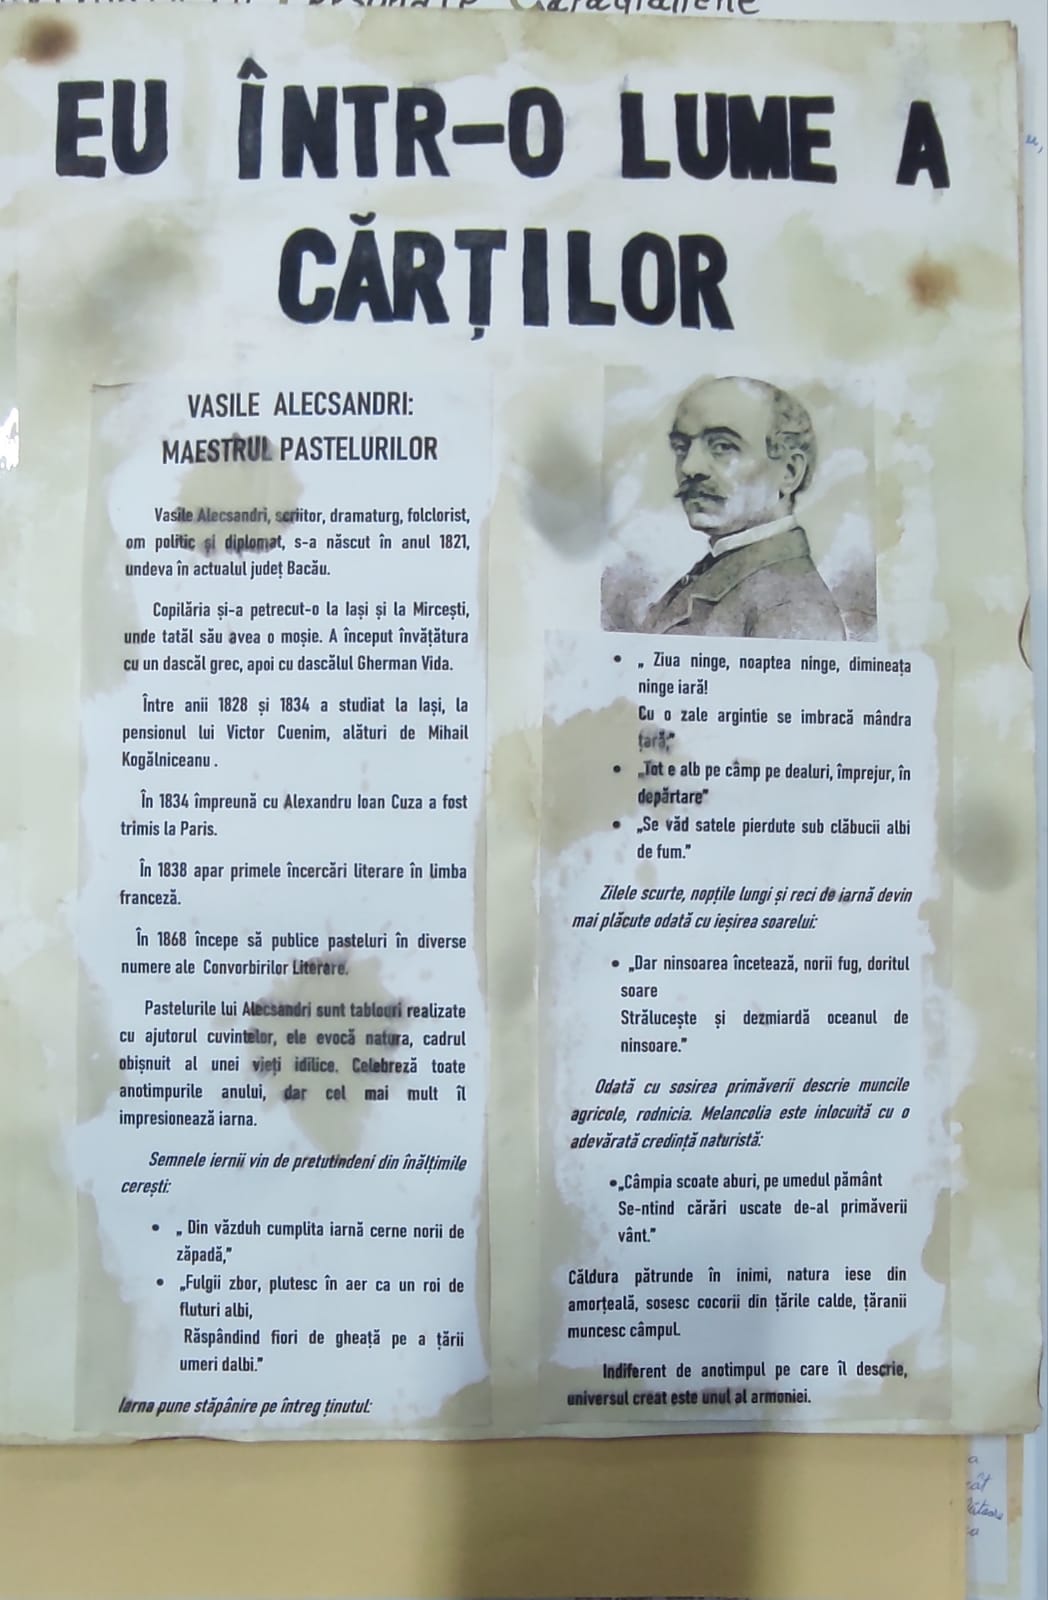 EU ÎNTR-O LUME A
CĂRȚILOR
VASILE ALECSANDRI:
MAESTRUL PASTELURILOR
Vasile Alecsandri, scriitor, dramaturg, folclorist,
om politic și diplomat, s-a născut în anul 1821,
undeva în actualul județ Bacău.
Copilăria și-a petrecut-o la Iași și la Mircești,
unde tatăl său avea o moșie. A început învățătura
cu un dascăl grec, apoi cu dascălul Gherman Vida.
Între anii 1828 și 1834 a studiat la Iași, la
pensionul lui Victor Cuenim, alături de Mihail
Kogălniceanu .
În 1834 împreună cu Alexandru Ioan Cuza a fost
trimis la Paris.
În 1838 apar primele încercări literare în limba
franceză.
În 1868 începe să publice pasteluri în diverse
numere ale Convorbirilor Literare.
Pastelurile lui Alecsandri sunt tablouri realizate
cu ajutorul cuvintelor, ele evocă natura, cadrul
obișnuit al unei vieți idilice. Celebreză toate
anotimpurile anului, dar cel mai mult îl
impresionează iarna.
Semnele iernii vin de pretutindeni din înălțimile
cerești:
• „ Din văzduh cumplita iarnă cerne norii de
zăpadă,”
• „Fulgii zbor, plutesc în aer ca un roi de
fluturi albi,
Răspândind fiori de gheață pe a țării
umeri dalbi.”
Iarna pune stăpânire pe întreg ținutul:
• „ Ziua ninge, noaptea ninge, dimineața
ninge iară!
Cu o zale argintie se imbracă mândra
țară;”
• „Tot e alb pe câmp pe dealuri, împrejur, în
depărtare”
• „Se văd satele pierdute sub clăbucii albi
de fum.”
Zilele scurte, nopțile lungi și reci de iarnă devin
mai plăcute odată cu ieșirea soarelui:
• „Dar ninsoarea încetează, norii fug, doritul
soare
Strălucește și dezmiardă oceanul de
ninsoare.”
Odată cu sosirea primăverii descrie muncile
agricole, rodnicia. Melancolia este inlocuită cu o
adevărată credință naturistă:
•„Câmpia scoate aburi, pe umedul pământ
Se-ntind cărări uscate de-al primăverii
vânt.”
Căldura pătrunde în inimi, natura iese din
amorțeală, sosesc cocorii din țările calde, țăranii
muncesc câmpul.
Indiferent de anotimpul pe care îl descrie,
universul creat este unul al armoniei.